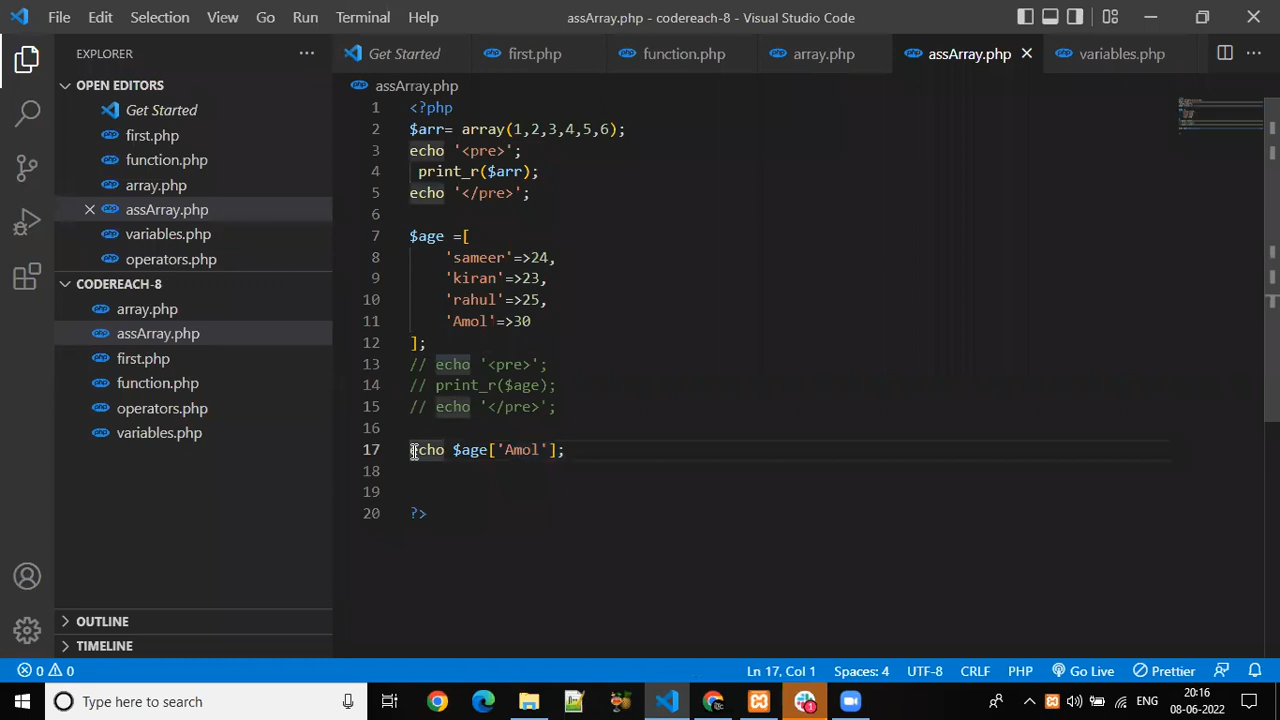 File Edit Selection View Go Run Terminal Help
assArray.php - codereach-8 - Visual Studio Code
EXPLORER
OPEN EDITORS
Get Started
first.php
function.php
array.php
assArray.php
variables.php
operators.php
CODEREACH-8
array.php
assArray.php
first.php
function.php
operators.php
variables.php
OUTLINE
TIMELINE
Get Started first.php function.php array.php assArray.php variables.php
assArray.php
1 <?php
2 $arr= array(1,2,3,4,5,6);
3 echo '<pre>';
4 print_r($arr);
5 echo '</pre>';
6
7 $age =[
8 'sameer'=>24,
9 'kiran'=>23,
10 'rahul'=>25,
11 'Amol'=>30
12 ];
13 // echo '<pre>';
14 // print_r($age);
15 // echo '</pre>';
16
17 echo $age['Amol'];
18
19
20 ?>
0 0 Ln 17, Col 1 Spaces: 4 UTF-8 CRLF PHP Go Live Prettier
Type here to search
ENG
20:16
08-06-2022